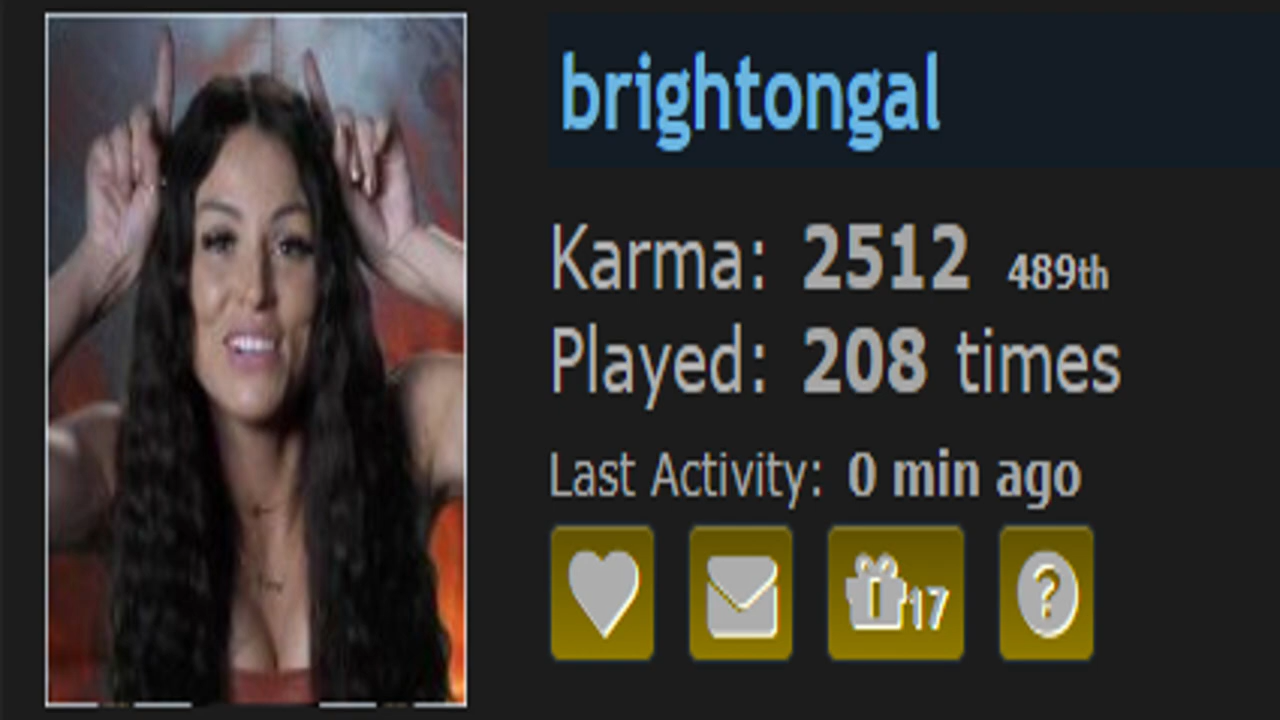 brightongal
Karma: 2512 489th
Played: 208 times
Last Activity: 0 min ago
17 ?